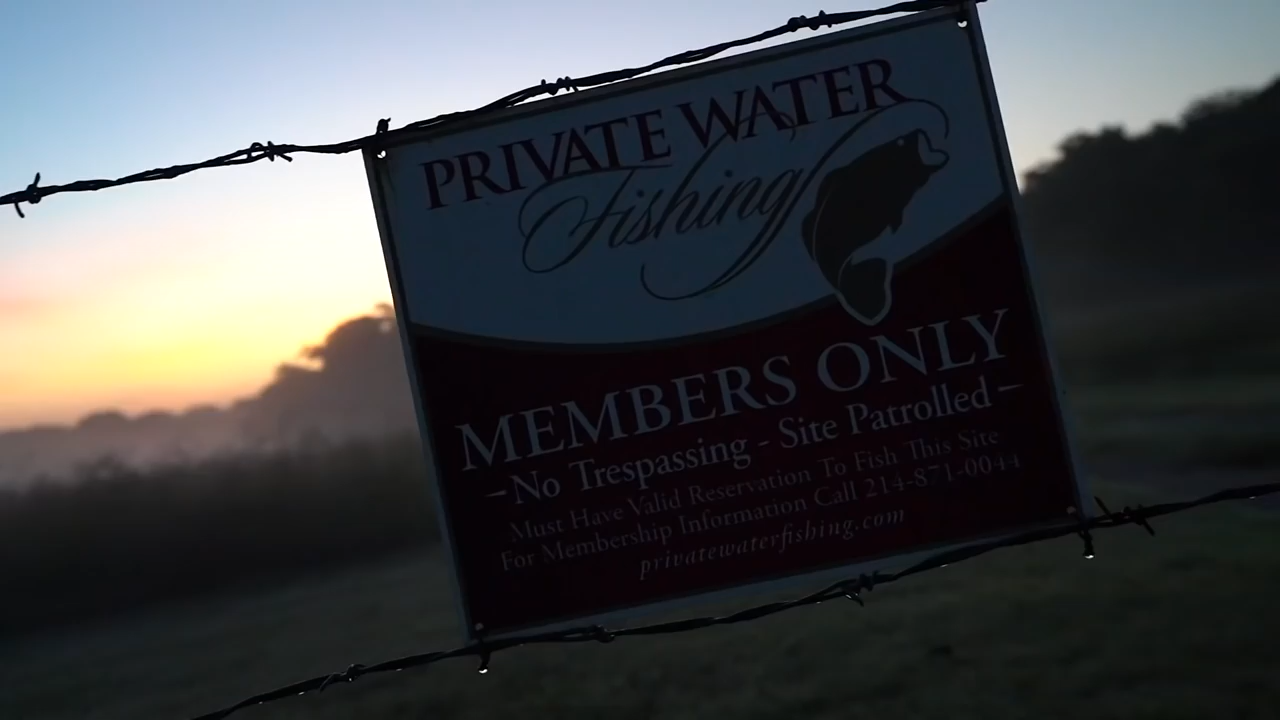 PRIVATE WATER
Fishing
MEMBERS ONLY
- No Trespassing - Site Patrolled -
Must Have Valid Reservation To Fish This Site
For Membership Information Call 214-871-0044
privatewaterfishing.com